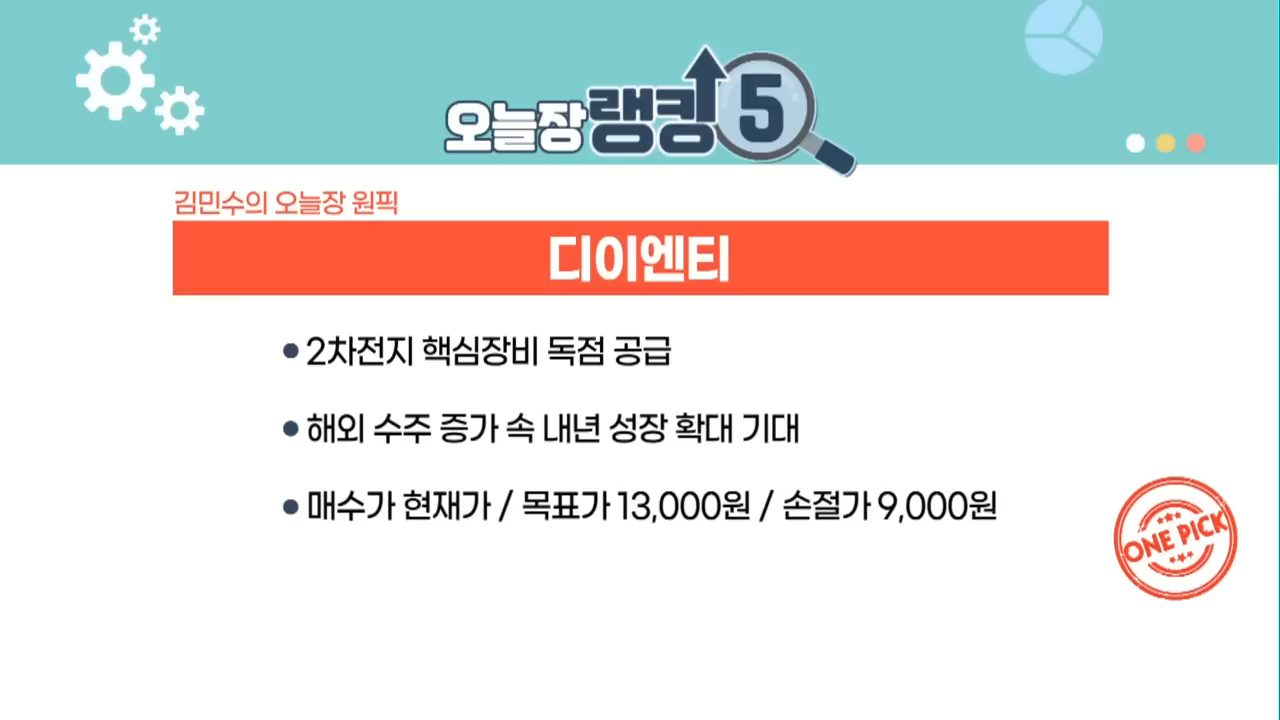 오늘장랭킹5
김민수의 오늘장 원픽
디이엔티
• 2차전지 핵심장비 독점 공급
• 해외 수주 증가 속 내년 성장 확대 기대
• 매수가 현재가 / 목표가 13,000원 / 손절가 9,000원
ONE PICK